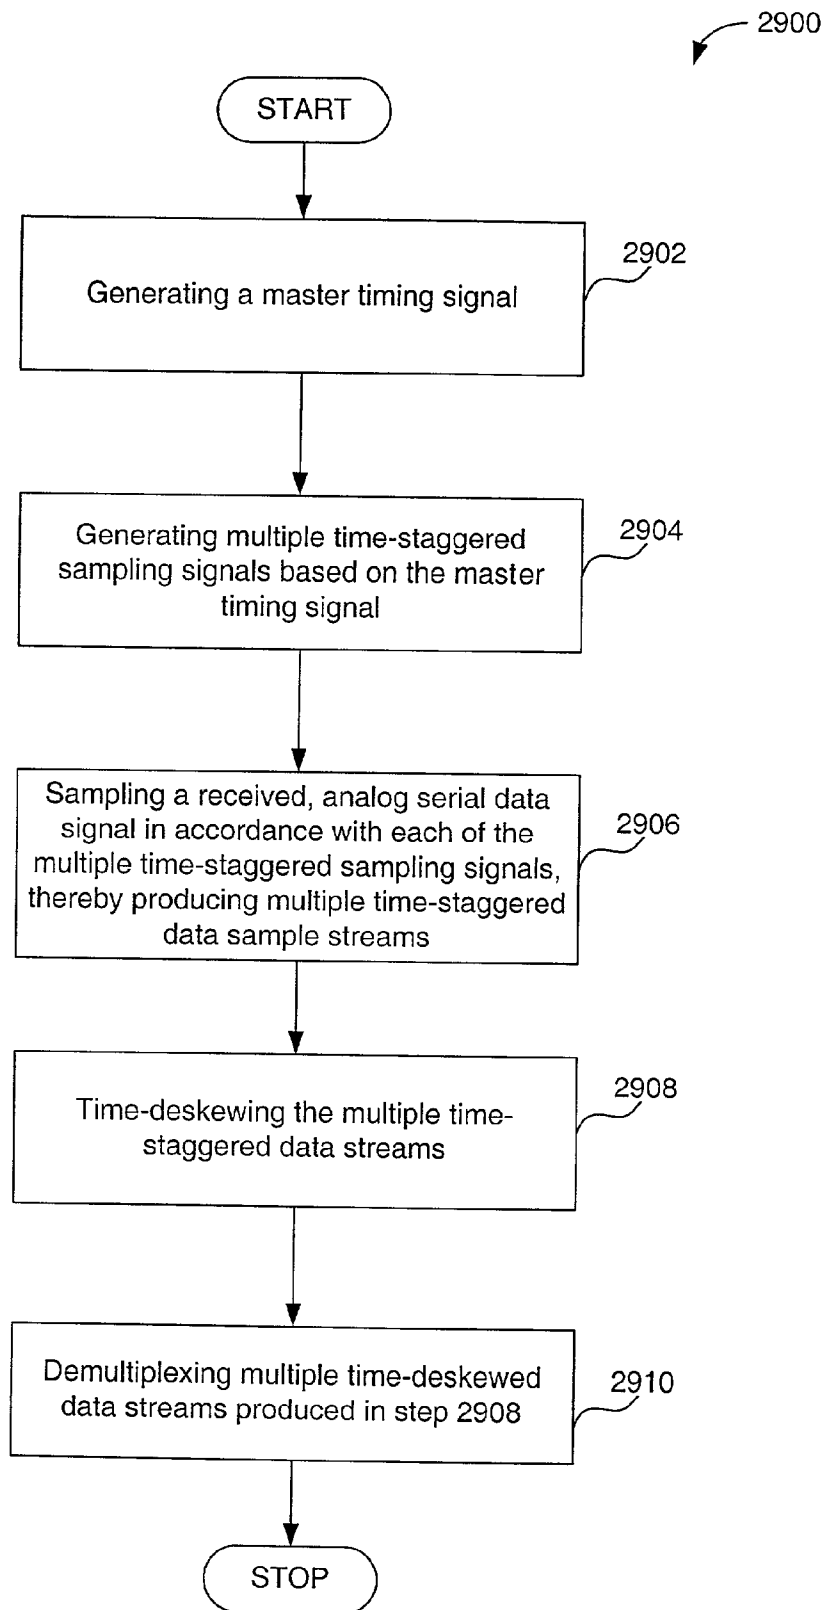 2900
START
Generating a master timing signal
2902
Generating multiple time-staggered
sampling signals based on the master
timing signal
2904
Sampling a received, analog serial data
signal in accordance with each of the
multiple time-staggered sampling signals,
thereby producing multiple time-staggered
data sample streams
2906
Time-deskewing the multiple time-
staggered data streams
2908
Demultiplexing multiple time-deskewed
data streams produced in step 2908
2910
STOP